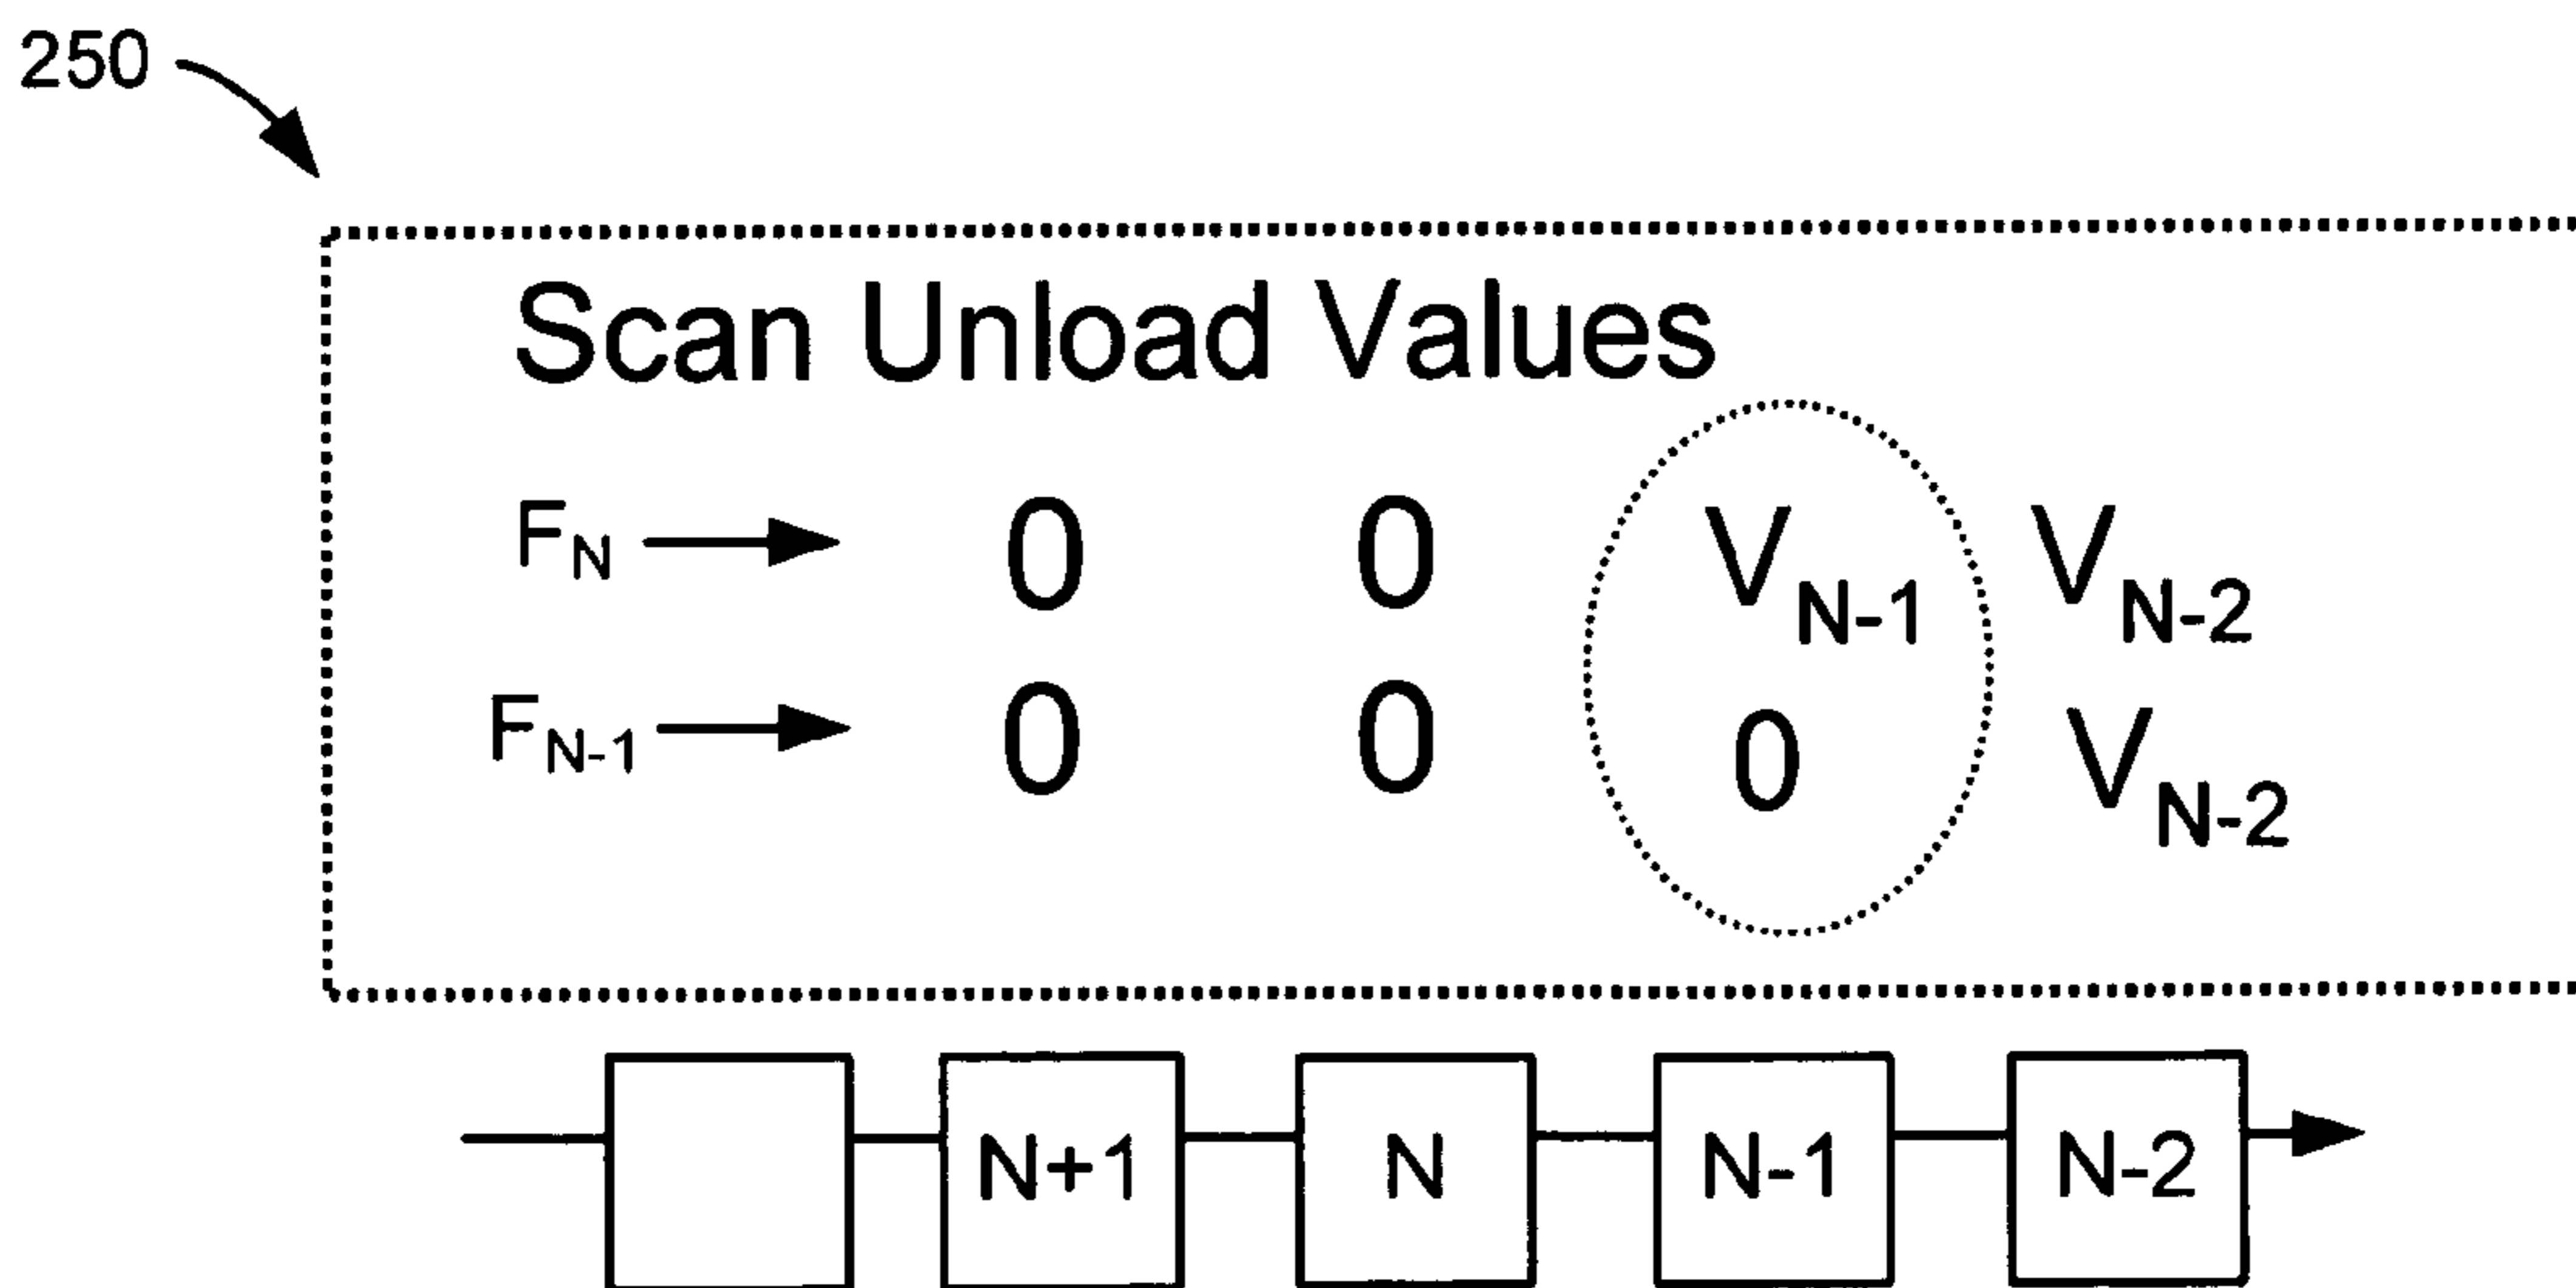 250
Scan Unload Values
F_N 0 0 V_N-1 V_N-2
F_N-1 0 0 0 V_N-2
N+1 N N-1 N-2